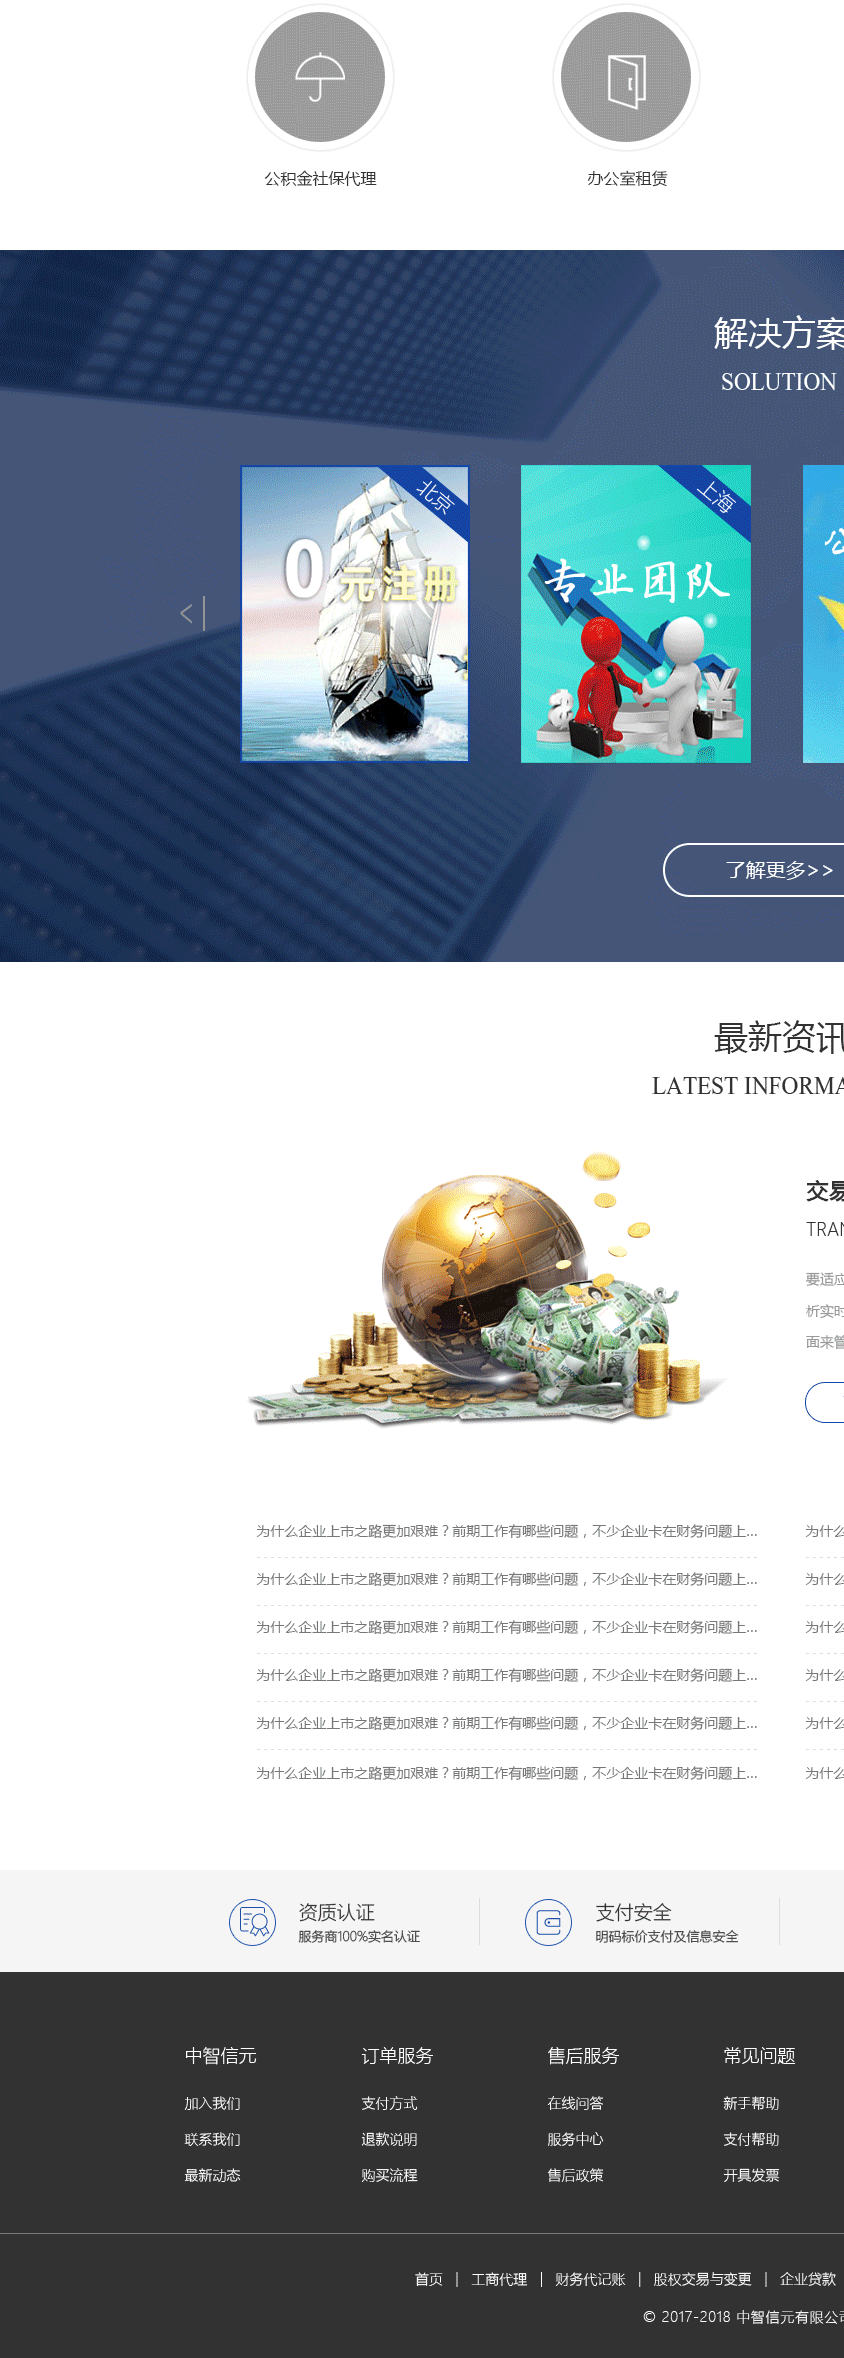 公积金社保代理
办公室租赁
解决方案
SOLUTION
北京
0元注册
上海
专业团队
公
<
了解更多>>
最新资讯
LATEST INFORMA
交易
TRAN
要适应
析实时
面来管
为什么企业上市之路更加艰难？前期工作有哪些问题，不少企业卡在财务问题上...
为什么
为什么企业上市之路更加艰难？前期工作有哪些问题，不少企业卡在财务问题上...
为什么
为什么企业上市之路更加艰难？前期工作有哪些问题，不少企业卡在财务问题上...
为什么
为什么企业上市之路更加艰难？前期工作有哪些问题，不少企业卡在财务问题上...
为什么
为什么企业上市之路更加艰难？前期工作有哪些问题，不少企业卡在财务问题上...
为什么
为什么企业上市之路更加艰难？前期工作有哪些问题，不少企业卡在财务问题上...
为什么
资质认证
服务商100%实名认证
支付安全
明码标价支付及信息安全
中智信元
加入我们
联系我们
最新动态
订单服务
支付方式
退款说明
购买流程
售后服务
在线问答
服务中心
售后政策
常见问题
新手帮助
支付帮助
开具发票
首页 | 工商代理 | 财务代记账 | 股权交易与变更 | 企业贷款
© 2017-2018 中智信元有限公司